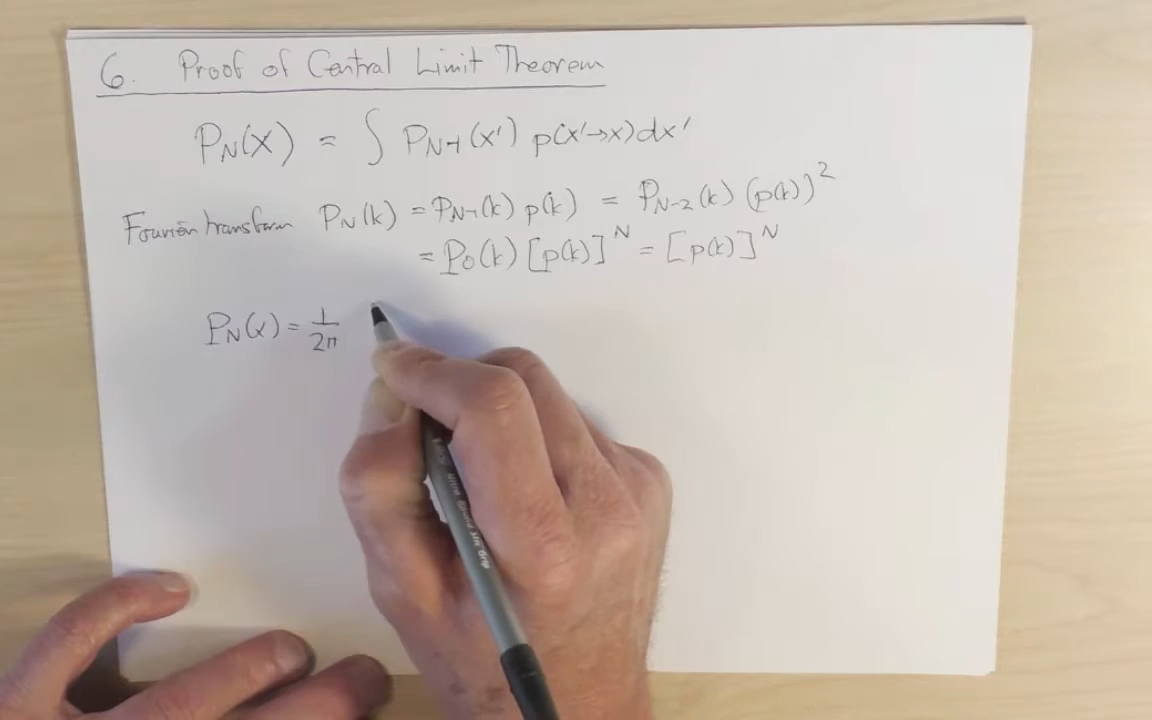 6. Proof of Central Limit Theorem
P_N(x) = ∫ P_{N-1}(x') p(x'→x)dx'
Fourier transform P_N(k) = P_{N-1}(k) p(k) = P_{N-2}(k) (p(k))^2
= P_0(k) [p(k)]^N = [p(k)]^N
P_N(x) = 1/2π